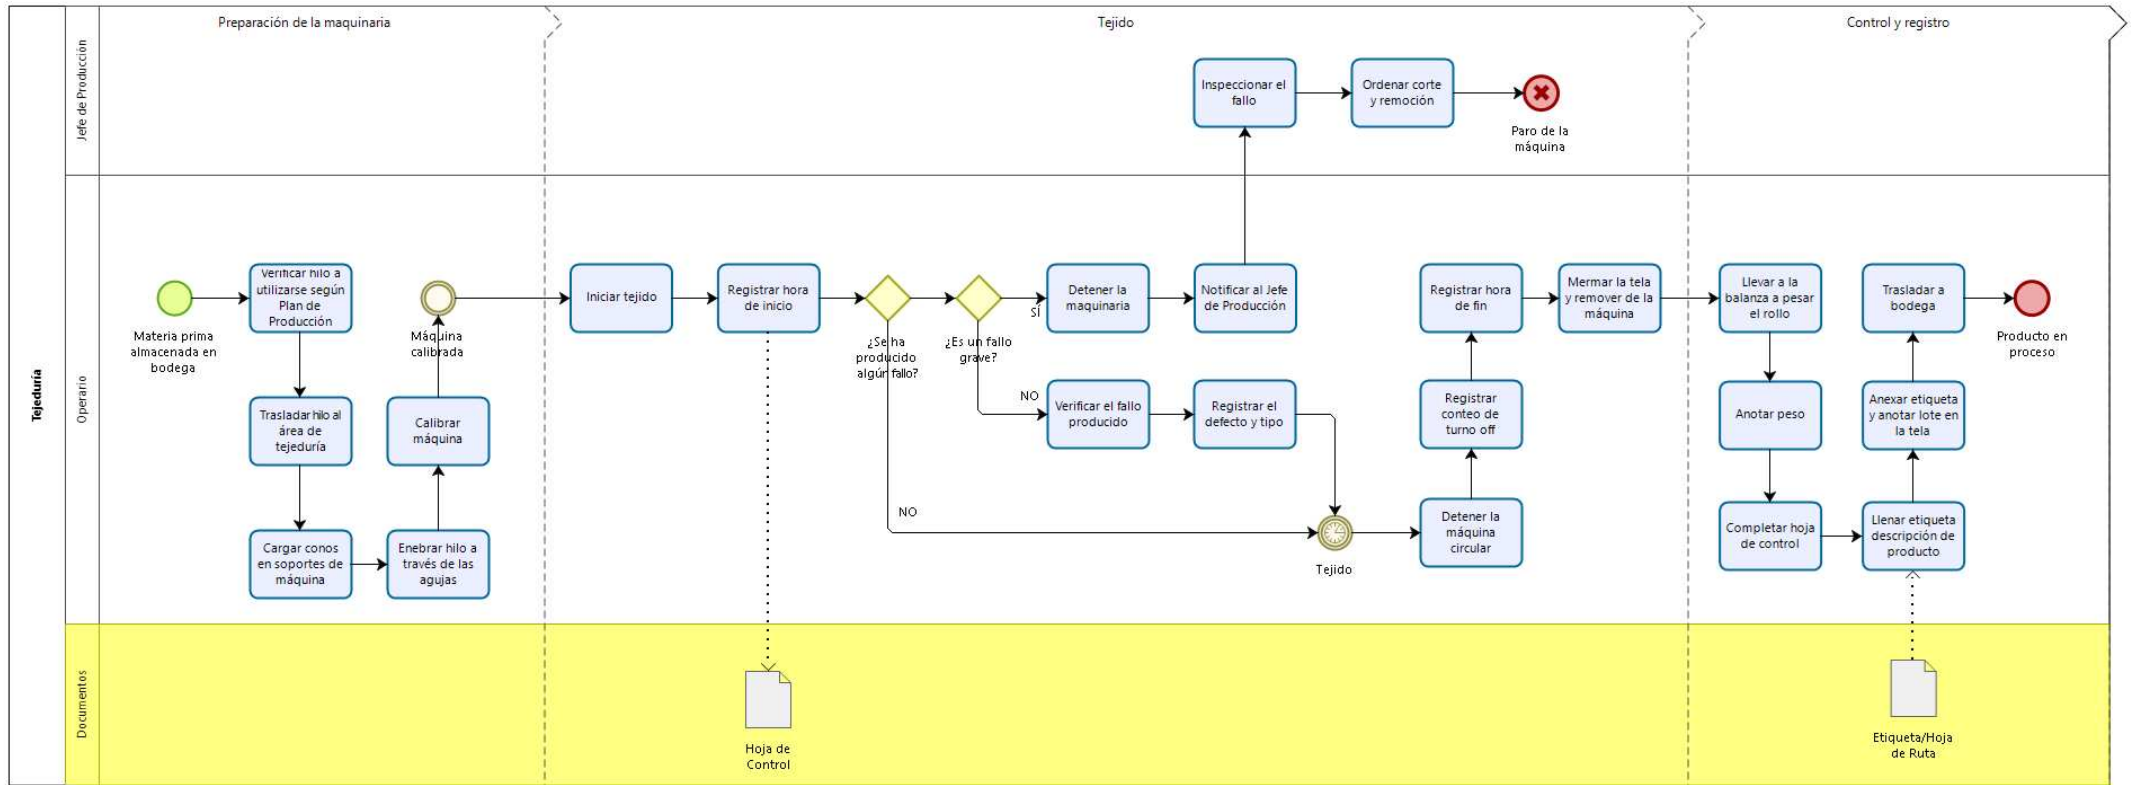 Preparación de la maquinaria
Tejido
Control y registro
Tejeduría
Jefe de Producción
Inspeccionar el
fallo
Ordenar corte
y remoción
Paro de la
máquina
Operario
Materia prima
almacenada en
bodega
Verificar hilo a
utilizarse según
Plan de
Producción
Trasladar hilo al
área de
tejeduría
Cargar conos
en soportes de
máquina
Enebrar hilo a
través de las
agujas
Calibrar
máquina
Máquina
calibrada
Iniciar tejido
Registrar hora
de inicio
¿Se ha
producido
algún fallo?
¿Es un fallo
grave?
SÍ
NO
NO
Detener la
maquinaria
Notificar al Jefe
de Producción
Verificar el fallo
producido
Registrar el
defecto y tipo
Tejido
Detener la
máquina
circular
Registrar
conteo de
turno off
Registrar hora
de fin
Mermar la tela
y remover de la
máquina
Llevar a la
balanza a pesar
el rollo
Anotar peso
Completar hoja
de control
Llenar etiqueta
descripción de
producto
Anexar etiqueta
y anotar lote en
la tela
Trasladar a
bodega
Producto en
proceso
Documentos
Hoja de
Control
Etiqueta/Hoja
de Ruta